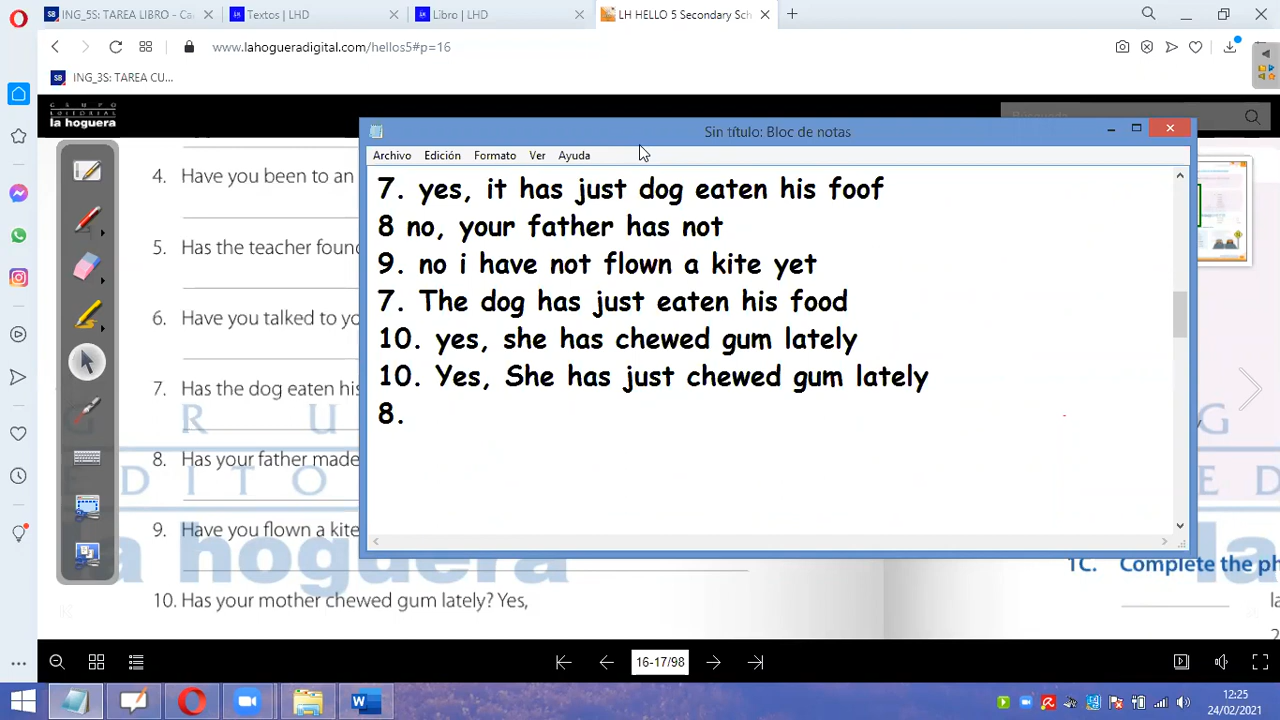 ING_5S: TAREA LIBRO - Ca
Textos | LHD
Libro | LHD
LH HELLO 5 Secondary Sch
www.lahogueradigital.com/hellos5#p=16
SB ING_3S: TAREA CU...
GRUPO
EDITORIAL
la hoguera
Sin título: Bloc de notas
Archivo Edición Formato Ver Ayuda
7. yes, it has just dog eaten his foof
8 no, your father has not
9. no i have not flown a kite yet
7. The dog has just eaten his food
10. yes, she has chewed gum lately
10. Yes, She has just chewed gum lately
8.
4. Have you been to an
5. Has the teacher foun
6. Have you talked to yo
7. Has the dog eaten his
8. Has your father made
9. Have you flown a kite
10. Has your mother chewed gum lately? Yes,
la hoguera
1C. Complete the ph
16-17/98
12:25
24/02/2021